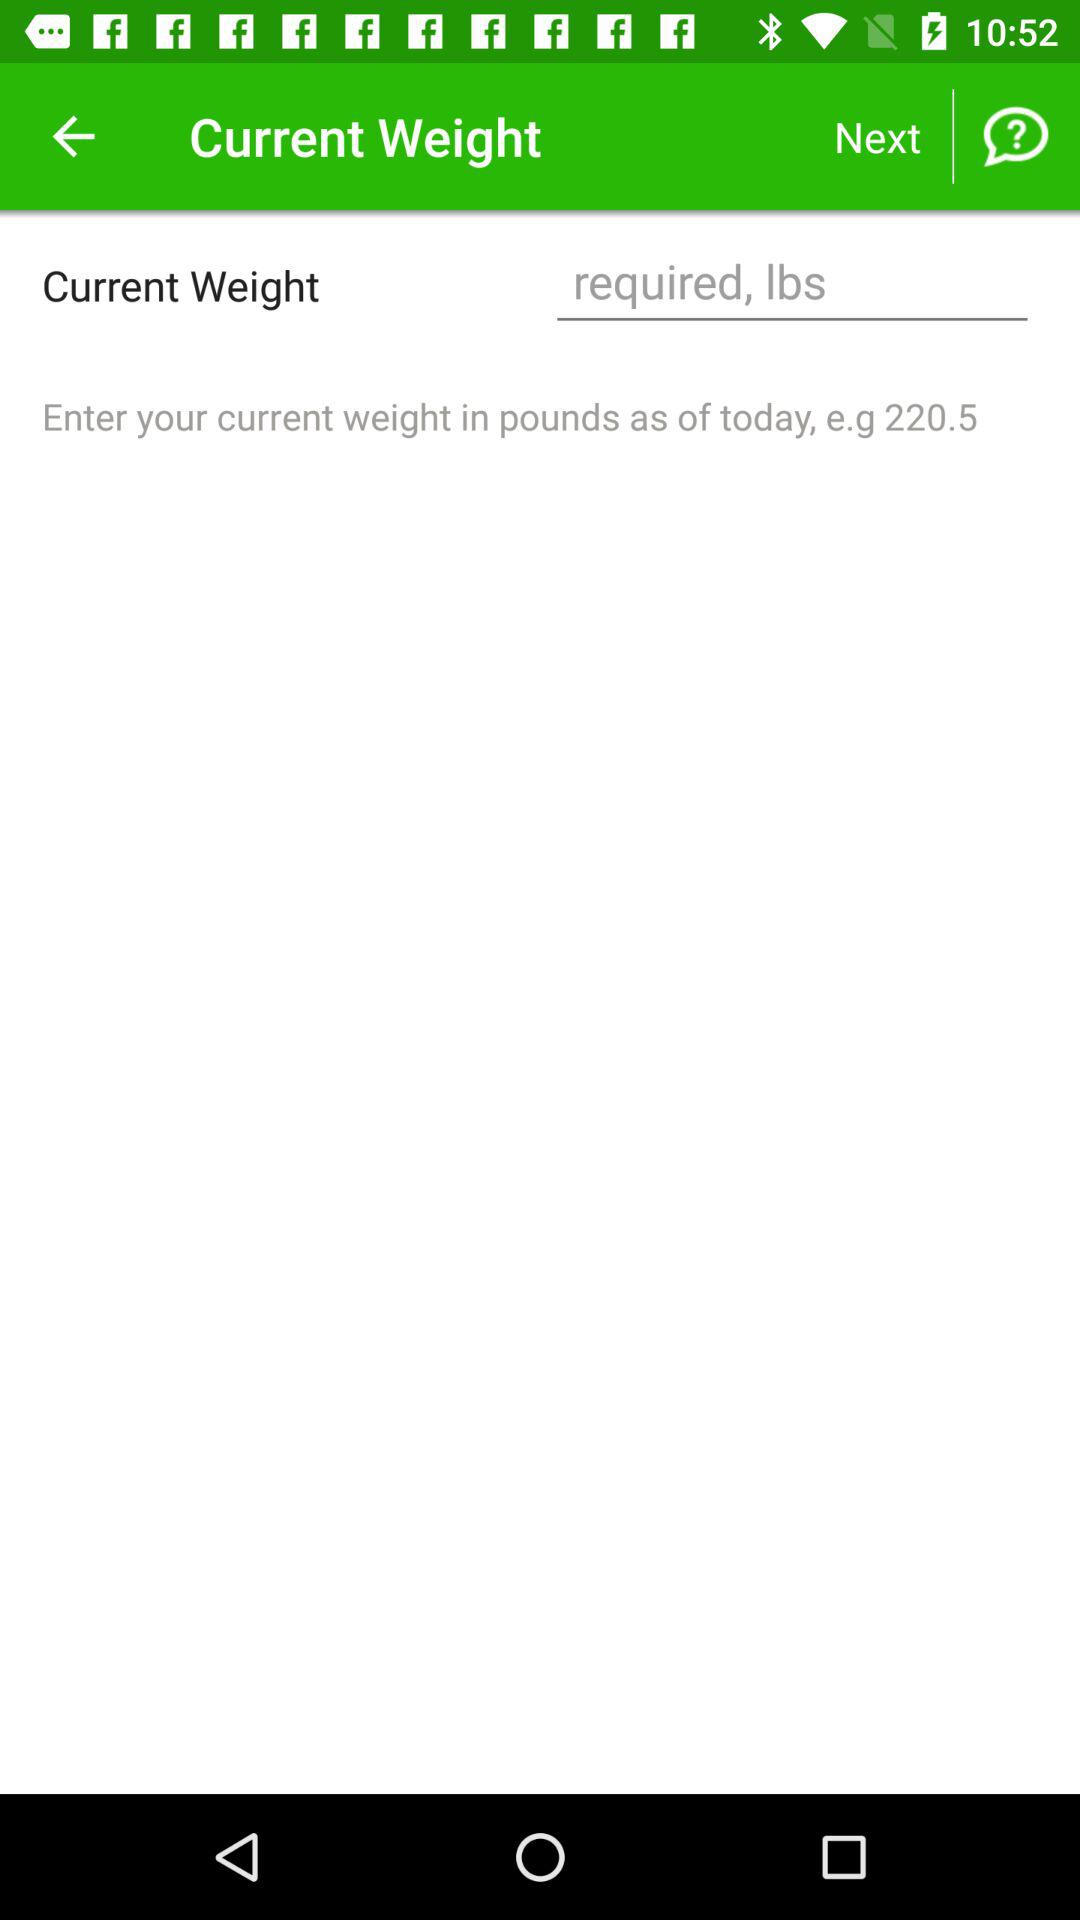 10:52
Current Weight Next
Current Weight required, lbs
Enter your current weight in pounds as of today, e.g 220.5